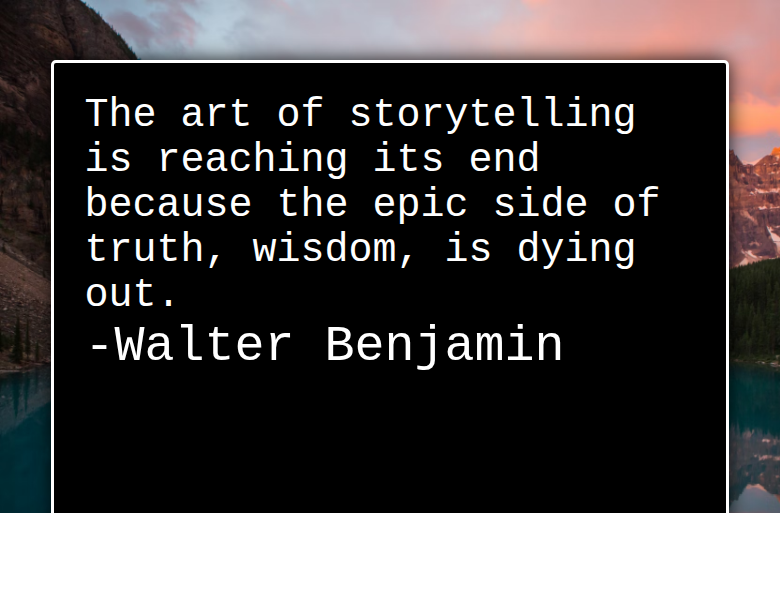 The art of storytelling
is reaching its end
because the epic side of
truth, wisdom, is dying
out.
-Walter Benjamin